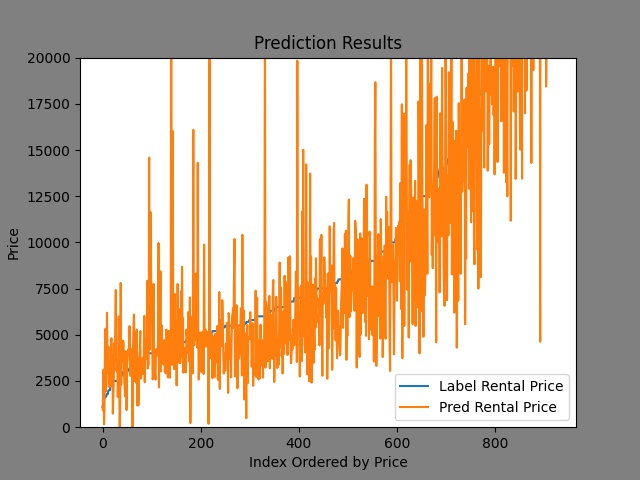 Prediction Results
20000
17500
15000
12500
10000
7500
5000
2500
0
Price
0 200 400 600 800
Index Ordered by Price
Label Rental Price
Pred Rental Price